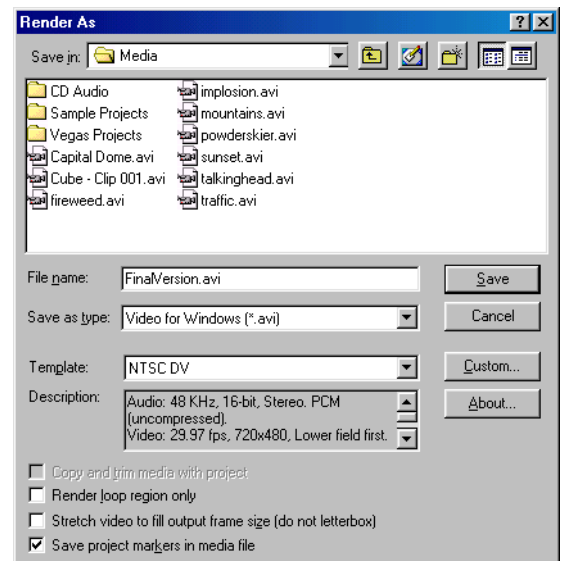 Render As
Save in: Media
CD Audio
Sample Projects
Vegas Projects
Capital Dome.avi
Cube - Clip 001.avi
fireweed.avi
implosion.avi
mountains.avi
powderskier.avi
sunset.avi
talkinghead.avi
traffic.avi
File name: FinalVersion.avi Save
Save as type: Video for Windows (*.avi) Cancel
Template: NTSC DV Custom...
Description: Audio: 48 KHz, 16-bit, Stereo. PCM About...
(uncompressed).
Video: 29.97 fps, 720x480, Lower field first.
Copy and trim media with project
Render loop region only
Stretch video to fill output frame size (do not letterbox)
Save project markers in media file